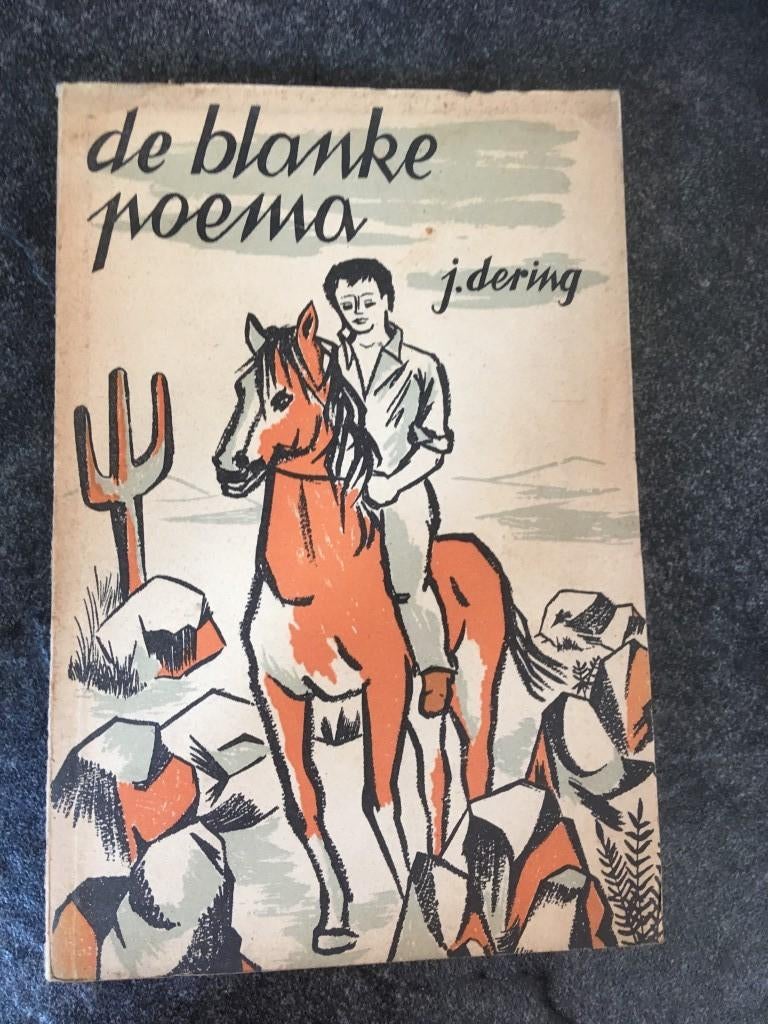 de blanke
poema
j. dering